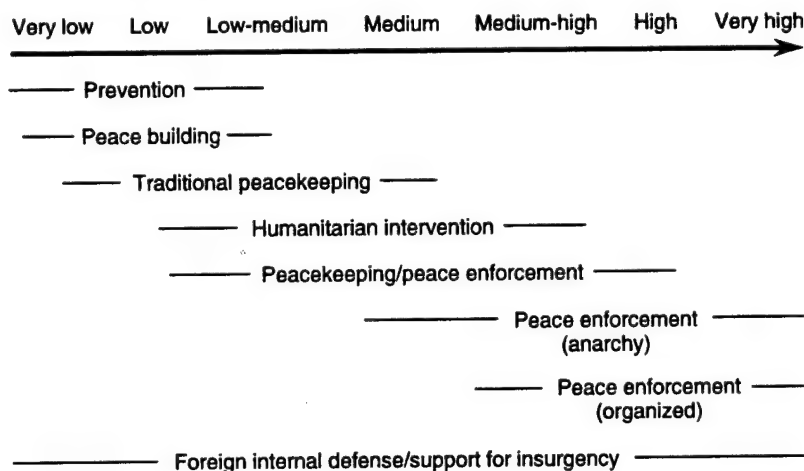 Very low Low Low-medium Medium Medium-high High Very high
Prevention
Peace building
Traditional peacekeeping
Humanitarian intervention
Peacekeeping/peace enforcement
Peace enforcement
(anarchy)
Peace enforcement
(organized)
Foreign internal defense/support for insurgency